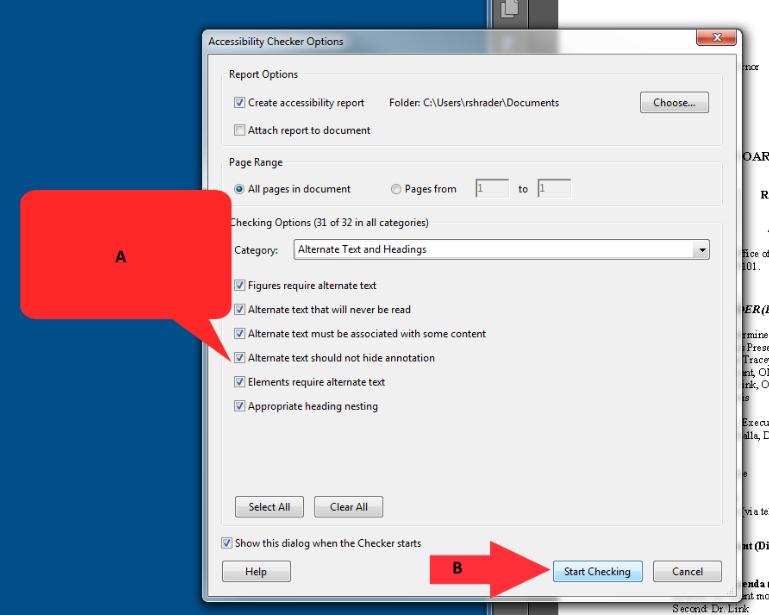 Accessibility Checker Options
Report Options
Create accessibility report Folder: C:\Users\rshrader\Documents Choose...
Attach report to document
Page Range
All pages in document Pages from 1 to 1
Checking Options (31 of 32 in all categories)
Category: Alternate Text and Headings
Figures require alternate text
Alternate text that will never be read
Alternate text must be associated with some content
A
Alternate text should not hide annotation
Elements require alternate text
Appropriate heading nesting
Select All Clear All
Show this dialog when the Checker starts
B
Help Start Checking Cancel
Second: Dr. Link